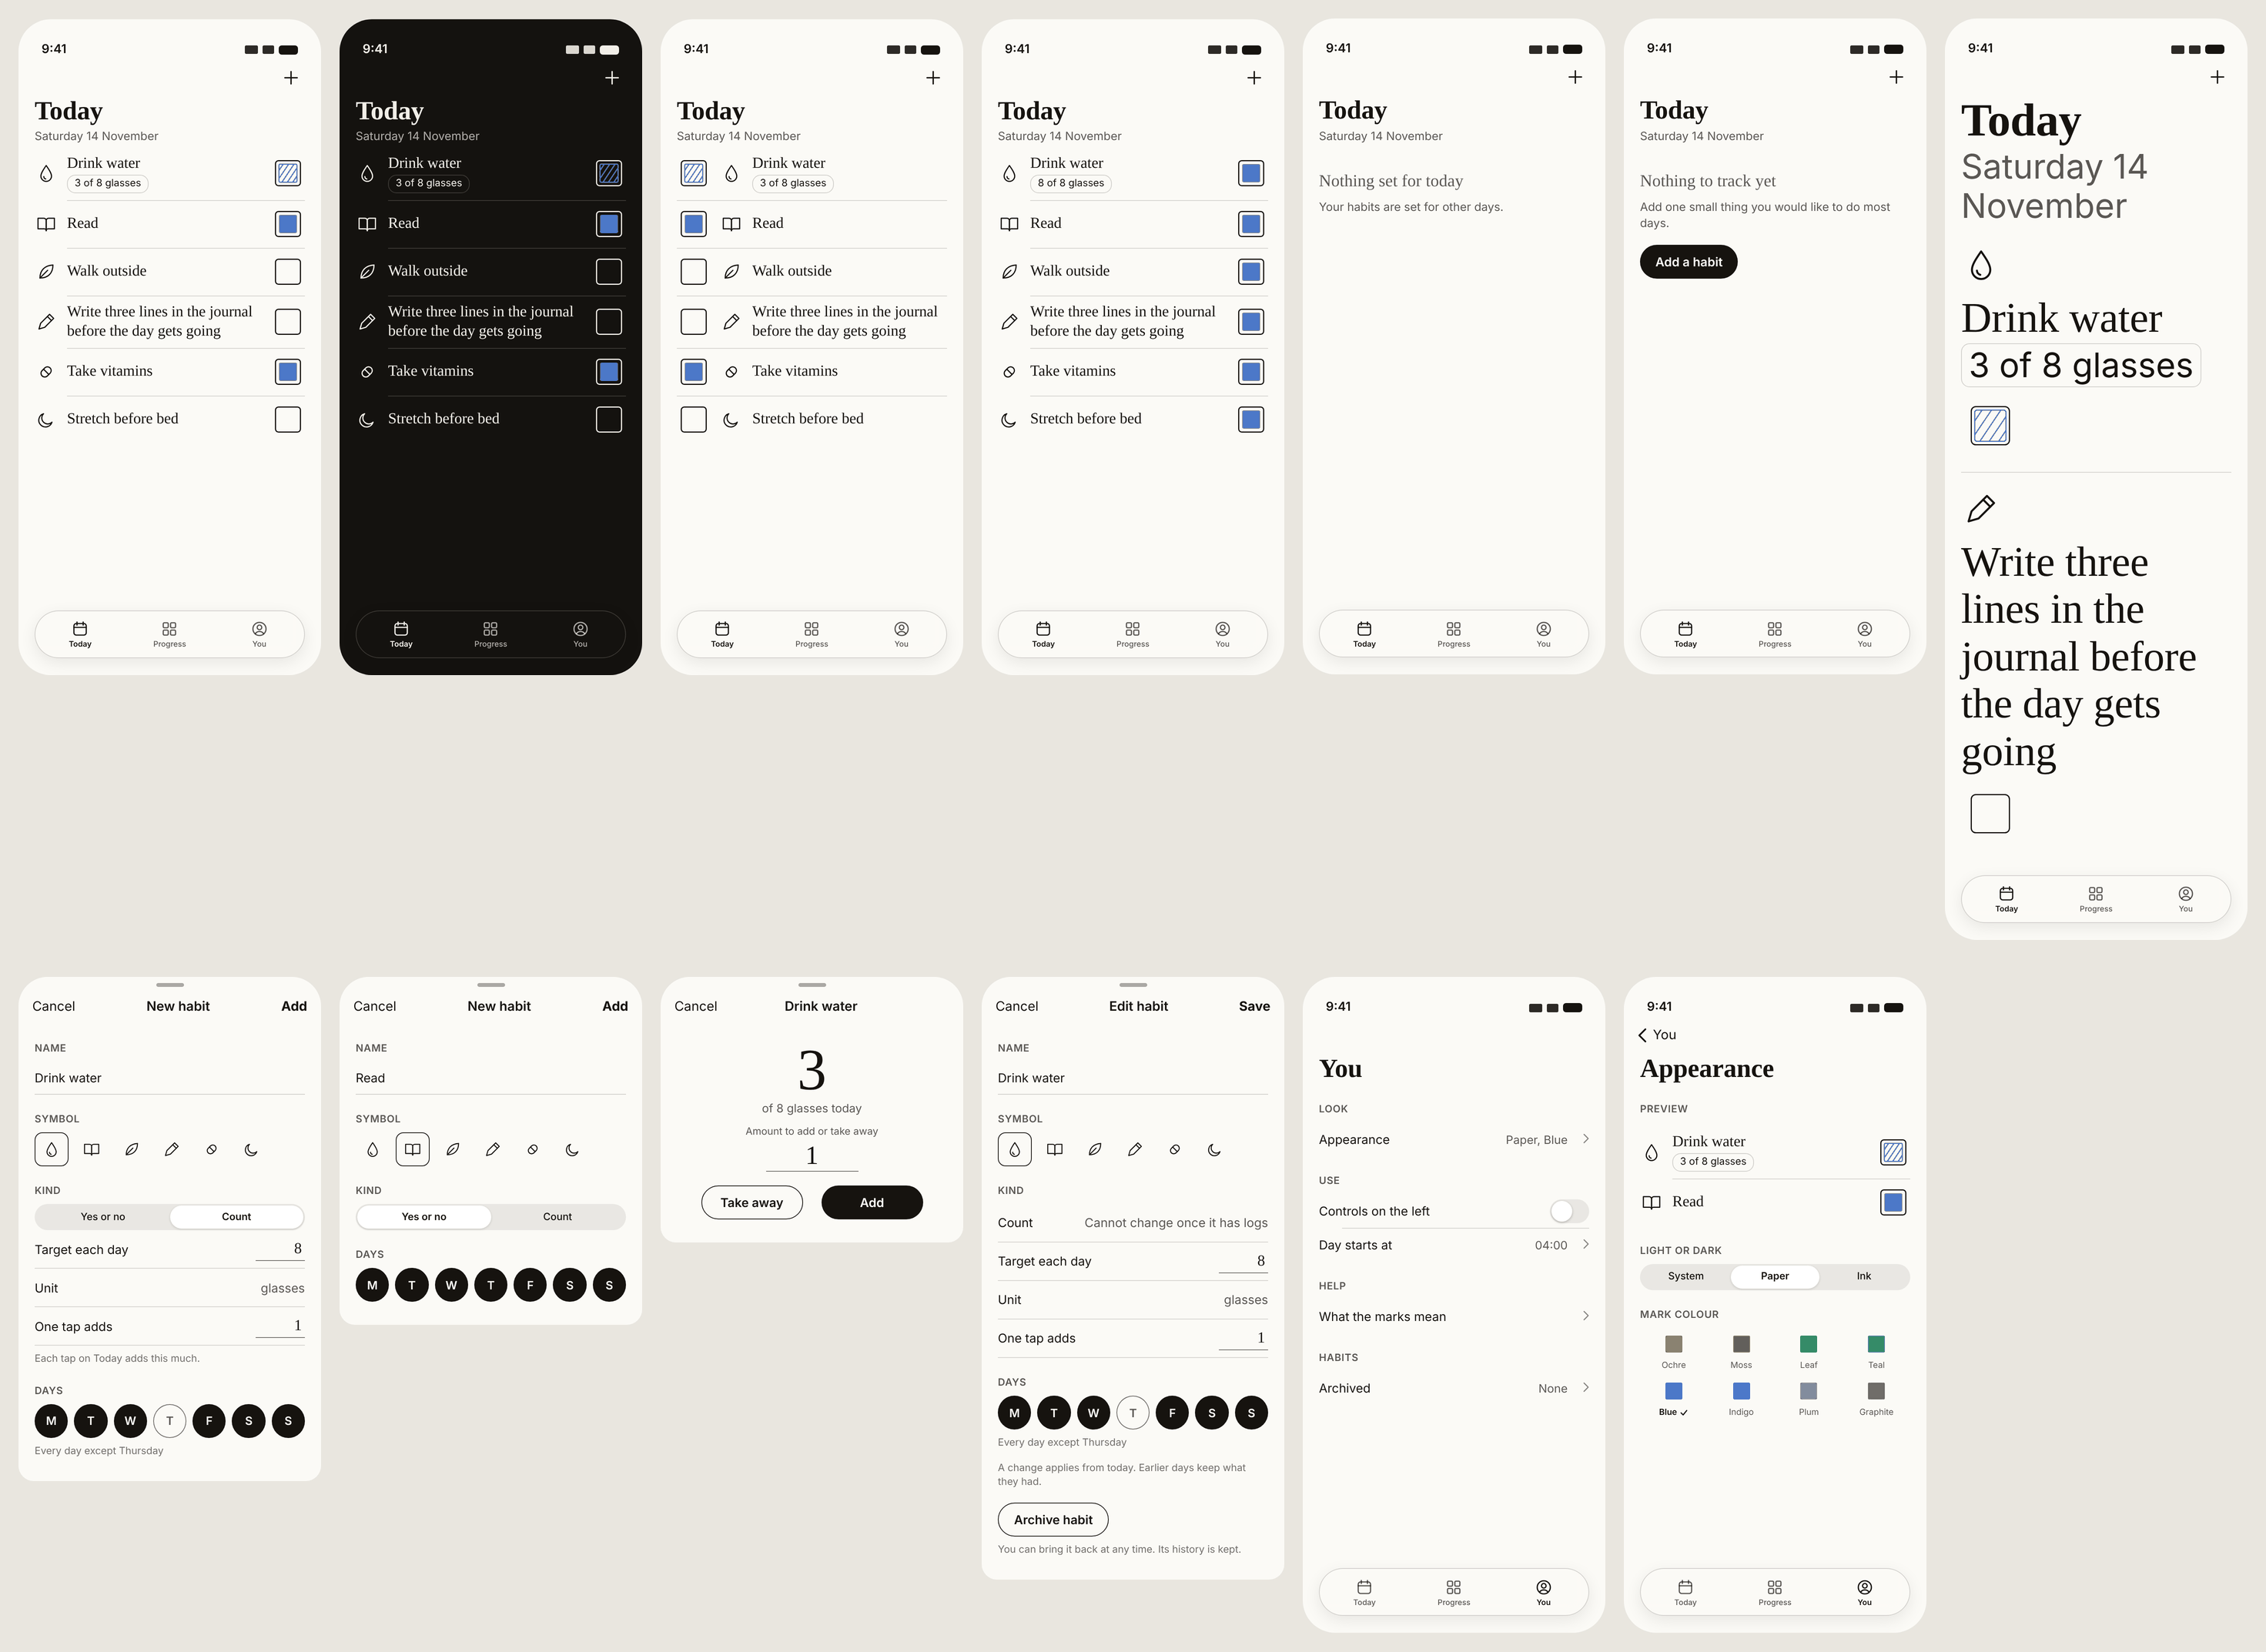 9:41
Today
Saturday 14 November
Drink water
3 of 8 glasses
Read
Walk outside
Write three lines in the journal
before the day gets going
Take vitamins
Stretch before bed
Today
Progress
You
9:41
Today
Saturday 14 November
Drink water
3 of 8 glasses
Read
Walk outside
Write three lines in the journal
before the day gets going
Take vitamins
Stretch before bed
Today
Progress
You
9:41
Today
Saturday 14 November
Drink water
3 of 8 glasses
Read
Walk outside
Write three lines in the journal
before the day gets going
Take vitamins
Stretch before bed
Today
Progress
You
9:41
Today
Saturday 14 November
Drink water
8 of 8 glasses
Read
Walk outside
Write three lines in the journal
before the day gets going
Take vitamins
Stretch before bed
Today
Progress
You
9:41
Today
Saturday 14 November
Nothing set for today
Your habits are set for other days.
Today
Progress
You
9:41
Today
Saturday 14 November
Nothing to track yet
Add one small thing you would like to do most
days.
Add a habit
Today
Progress
You
9:41
Today
Saturday 14
November
Drink water
3 of 8 glasses
Write three
lines in the
journal before
the day gets
going
Today
Progress
You
Cancel
New habit
Add
NAME
Drink water
SYMBOL
KIND
Yes or no
Count
Target each day
8
Unit
glasses
One tap adds
1
Each tap on Today adds this much.
DAYS
M
T
W
T
F
S
S
Every day except Thursday
Cancel
New habit
Add
NAME
Read
SYMBOL
KIND
Yes or no
Count
DAYS
M
T
W
T
F
S
S
Cancel
Drink water
3
of 8 glasses today
Amount to add or take away
1
Take away
Add
Cancel
Edit habit
Save
NAME
Drink water
SYMBOL
KIND
Count
Cannot change once it has logs
Target each day
8
Unit
glasses
One tap adds
1
DAYS
M
T
W
T
F
S
S
Every day except Thursday
A change applies from today. Earlier days keep what
they had.
Archive habit
You can bring it back at any time. Its history is kept.
9:41
You
LOOK
Appearance
Paper, Blue
USE
Controls on the left
Day starts at
04:00
HELP
What the marks mean
HABITS
Archived
None
Today
Progress
You
9:41
You
Appearance
PREVIEW
Drink water
3 of 8 glasses
Read
LIGHT OR DARK
System
Paper
Ink
MARK COLOUR
Ochre
Moss
Leaf
Teal
Blue
Indigo
Plum
Graphite
Today
Progress
You